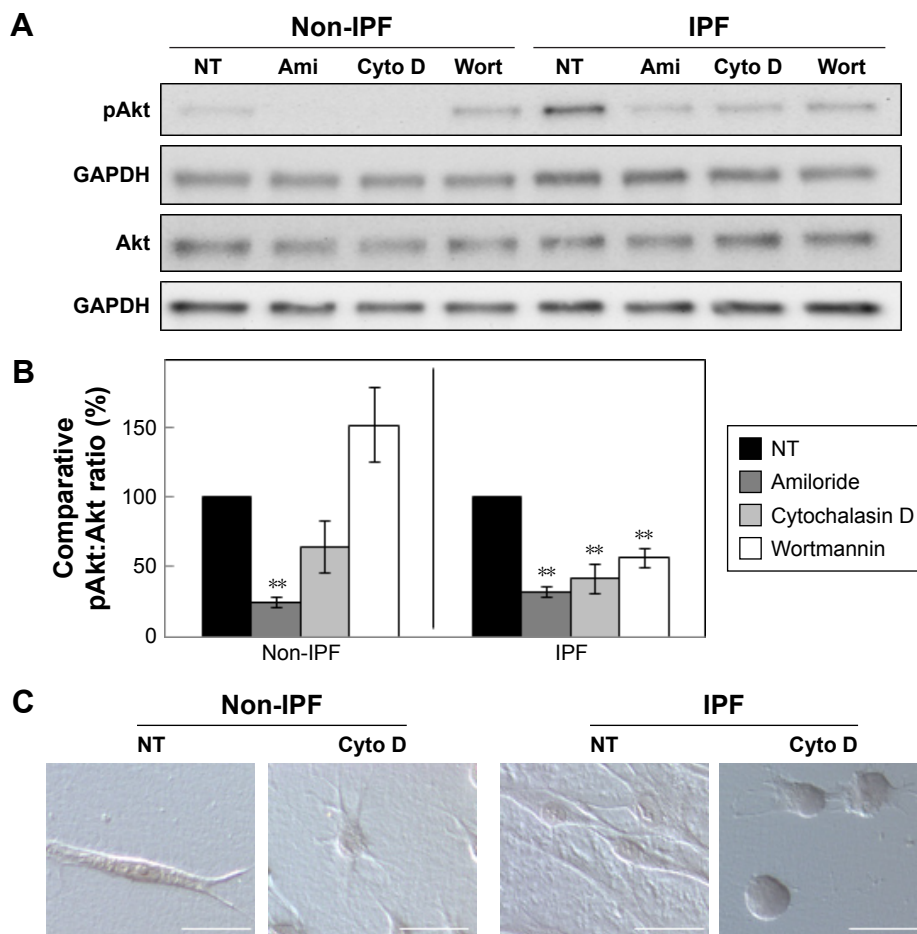 A
Non-IPF IPF
NT Ami Cyto D Wort NT Ami Cyto D Wort
pAkt
GAPDH
Akt
GAPDH
B
Comparative
pAkt:Akt ratio (%)
150
100
50
0
**
**
**
**
Non-IPF IPF
NT
Amiloride
Cytochalasin D
Wortmannin
C
Non-IPF IPF
NT Cyto D NT Cyto D